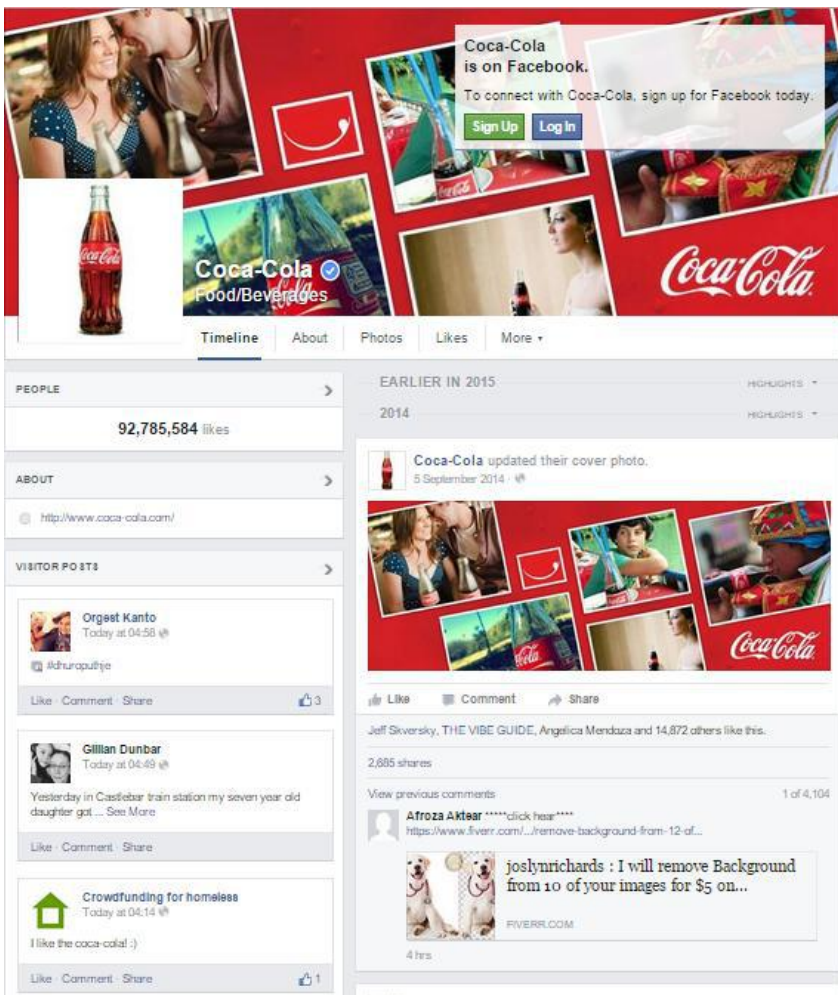 Coca-Cola
is on Facebook.
To connect with Coca-Cola, sign up for Facebook today.
Sign Up Log In
Coca-Cola
Coca-Cola
Coca-Cola
Food/Beverages
Coca-Cola
Timeline About Photos Likes More
PEOPLE
92,785,584 likes
ABOUT
http://www.coca-cola.com/
VISITOR POSTS
Orgest Kanto
Today at 04:58
#dhuroputhje
Like · Comment · Share 3
Gillian Dunbar
Today at 04:49
Yesterday in Castlebar train station my seven year old
daughter got ... See More
Like · Comment · Share
Crowdfunding for homeless
Today at 04:14
I like the coca-cola! :)
Like · Comment · Share 1
EARLIER IN 2015 HIGHLIGHTS
2014 HIGHLIGHTS
Coca-Cola updated their cover photo.
5 September 2014 ·
Coca-Cola
Cola
Like Comment Share
Jeff Skversky, THE VIBE GUIDE, Angelica Mendoza and 14,872 others like this.
2,685 shares
View previous comments 1 of 4,104
Afroza Aktear *****click hear****
https://www.fiverr.com/.../remove-background-from-12-of...
joslynrichards : I will remove Background
from 10 of your images for $5 on...
FIVERR.COM
4 hrs